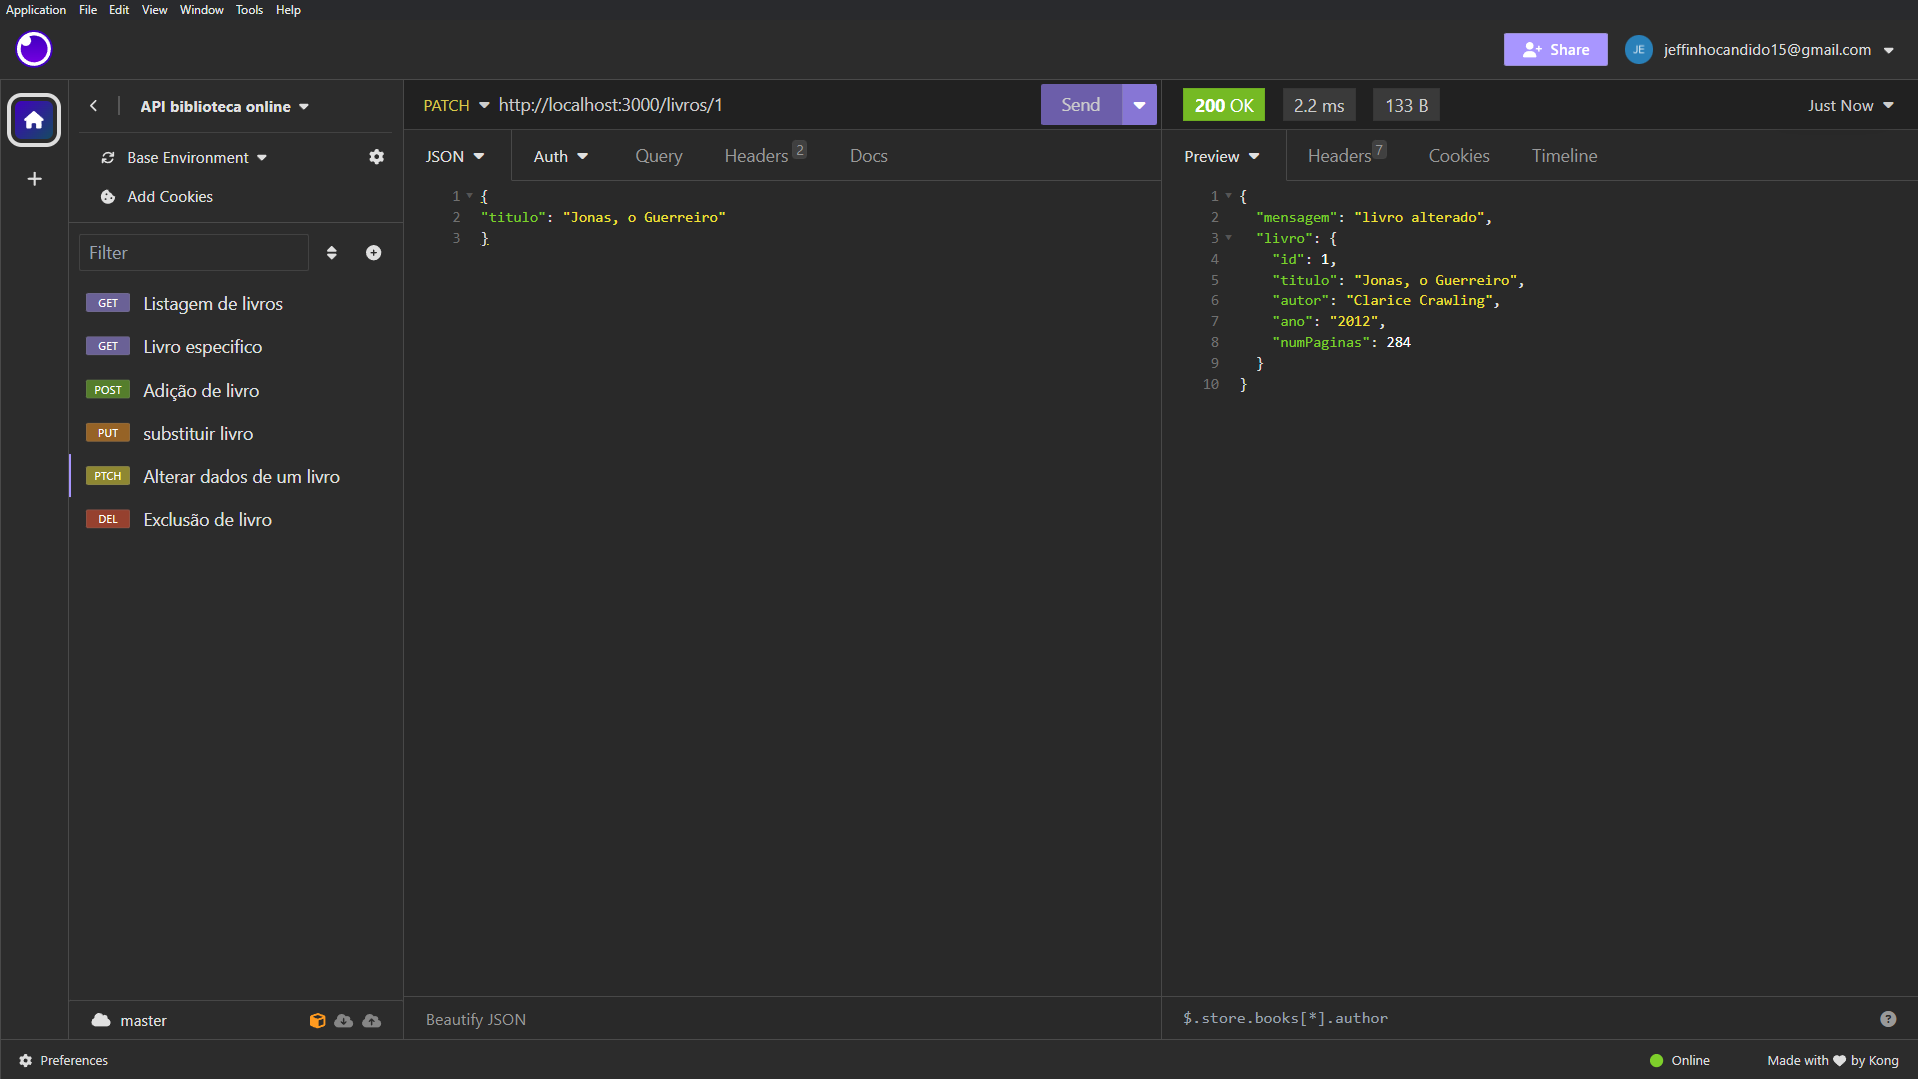 Application File Edit View Window Tools Help
Share JE jeffinhocandido15@gmail.com
API biblioteca online
Base Environment
Add Cookies
Filter
GET Listagem de livros
GET Livro especifico
POST Adição de livro
PUT substituir livro
PTCH Alterar dados de um livro
DEL Exclusão de livro
master
PATCH http://localhost:3000/livros/1 Send
JSON Auth Query Headers 2 Docs
1 {
2 "titulo": "Jonas, o Guerreiro"
3 }
Beautify JSON
200 OK 2.2 ms 133 B Just Now
Preview Headers 7 Cookies Timeline
1 {
2 "mensagem": "livro alterado",
3 "livro": {
4 "id": 1,
5 "titulo": "Jonas, o Guerreiro",
6 "autor": "Clarice Crawling",
7 "ano": "2012",
8 "numPaginas": 284
9 }
10 }
$.store.books[*].author ?
Preferences Online Made with ♥ by Kong